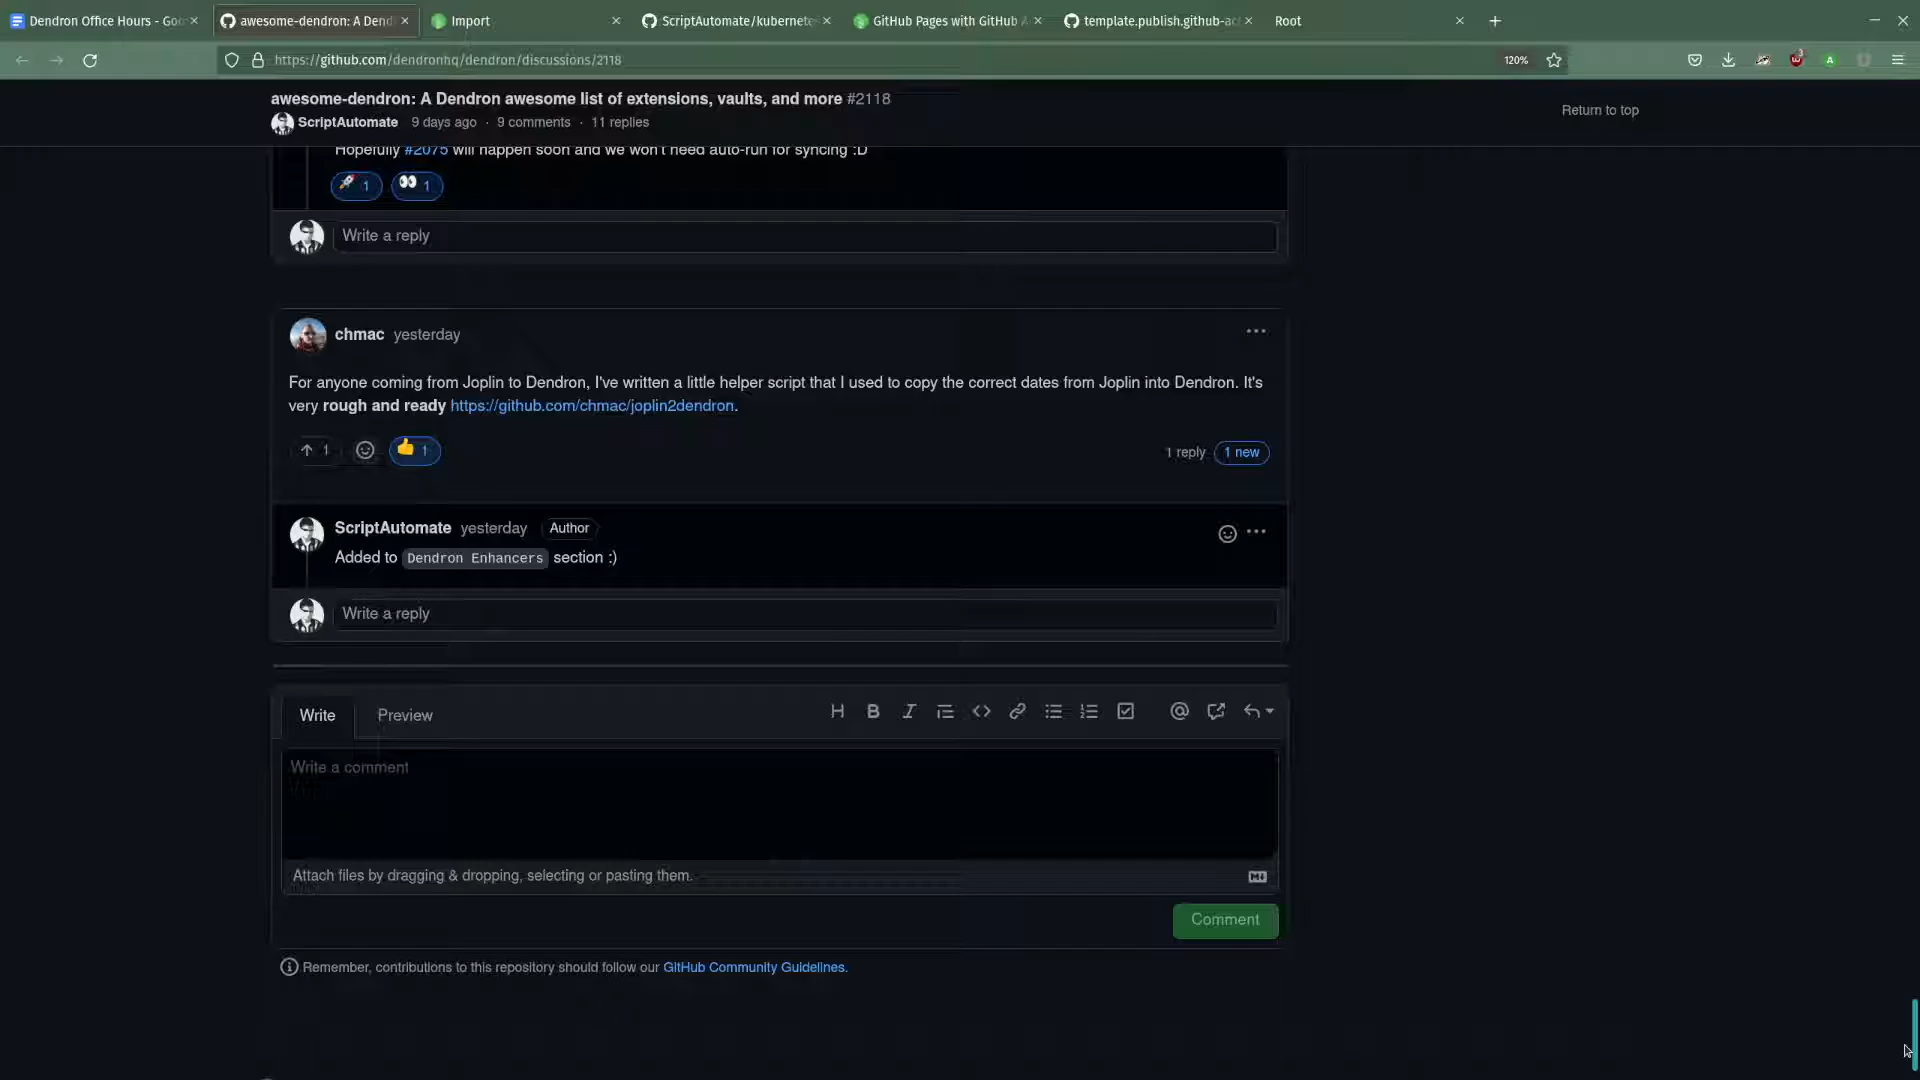 Dendron Office Hours - Goo
awesome-dendron: A Dend
Import
ScriptAutomate/kubernete
GitHub Pages with GitHub A
template.publish.github-ac
Root
https://github.com/dendronhq/dendron/discussions/2118
120%
3
A
awesome-dendron: A Dendron awesome list of extensions, vaults, and more #2118
Return to top
ScriptAutomate 9 days ago · 9 comments · 11 replies
Hopefully #2075 will happen soon and we won't need auto-run for syncing :D
1
1
Write a reply
chmac yesterday
For anyone coming from Joplin to Dendron, I've written a little helper script that I used to copy the correct dates from Joplin into Dendron. It's
very rough and ready https://github.com/chmac/joplin2dendron.
1
1
1 reply 1 new
ScriptAutomate yesterday Author
Added to Dendron Enhancers section :)
Write a reply
Write Preview
Write a comment
Attach files by dragging & dropping, selecting or pasting them.
Comment
Remember, contributions to this repository should follow our GitHub Community Guidelines.